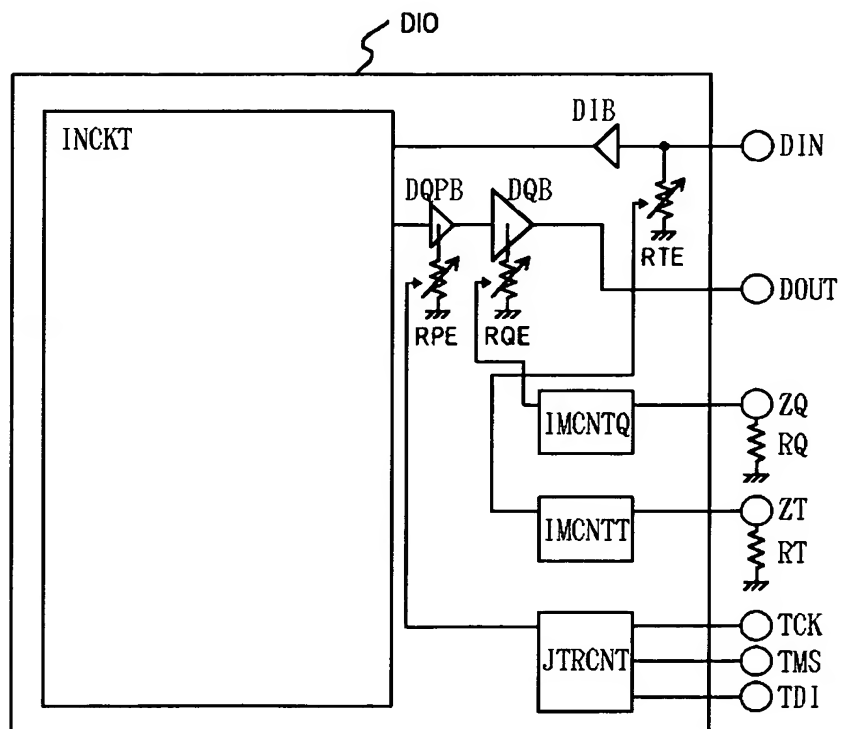 DIO
INCKT
DIB
DIN
DQPB
DQB
RTE
DOUT
RPE
RQE
IMCNTQ
ZQ
RQ
IMCNTT
ZT
RT
JTRCNT
TCK
TMS
TDI